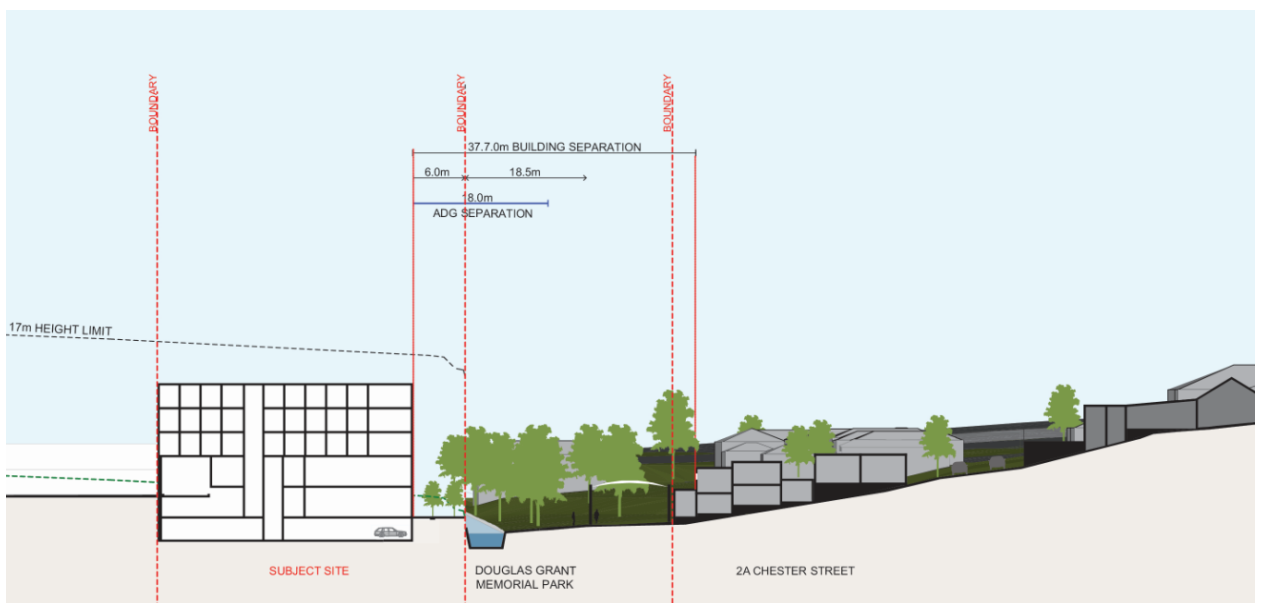 BOUNDARY
BOUNDARY
BOUNDARY
37.7.0m BUILDING SEPARATION
6.0m
18.5m
18.0m
ADG SEPARATION
17m HEIGHT LIMIT
SUBJECT SITE
DOUGLAS GRANT
MEMORIAL PARK
2A CHESTER STREET